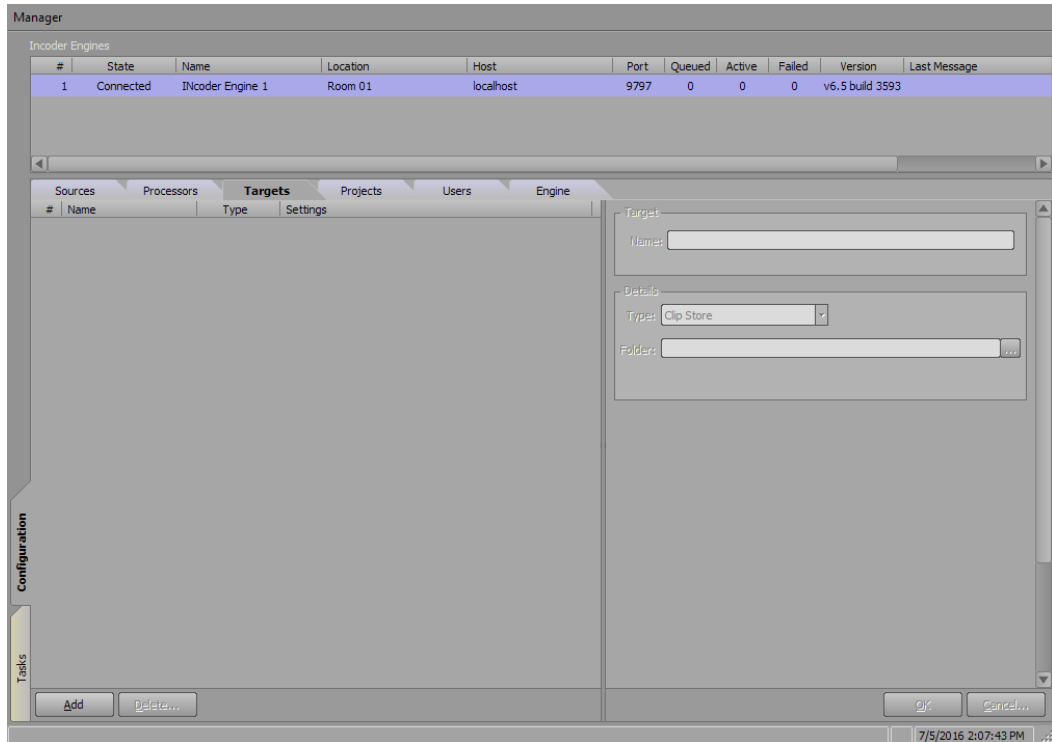 Manager
Incoder Engines
# State Name Location Host Port Queued Active Failed Version Last Message
1 Connected INcoder Engine 1 Room 01 localhost 9797 0 0 0 v6.5 build 3593
Sources Processors Targets Projects Users Engine
# Name Type Settings
Target
Name:
Details
Type: Clip Store
Folder: ...
Configuration
Tasks
Add Delete... OK Cancel...
7/5/2016 2:07:43 PM